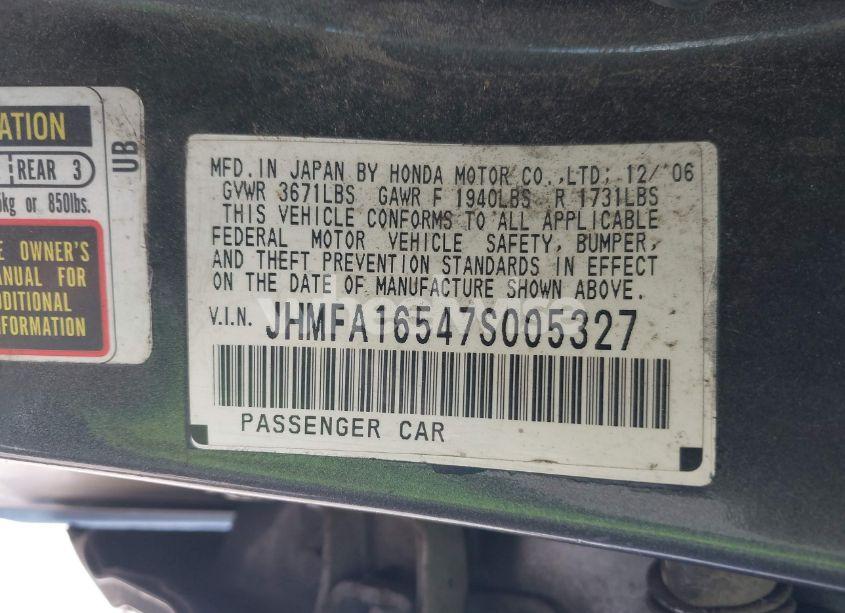 ATION
REAR 3
kg or 850lbs.
E OWNER'S
ANUAL FOR
DDITIONAL
FORMATION
UB
MFD. IN JAPAN BY HONDA MOTOR CO.,LTD; 12/'06
GVWR 3671LBS GAWR F 1940LBS R 1731LBS
THIS VEHICLE CONFORMS TO ALL APPLICABLE
FEDERAL MOTOR VEHICLE SAFETY, BUMPER,
AND THEFT PREVENTION STANDARDS IN EFFECT
ON THE DATE OF MANUFACTURE SHOWN ABOVE.
V.I.N. JHMFA16547S005327
PASSENGER CAR